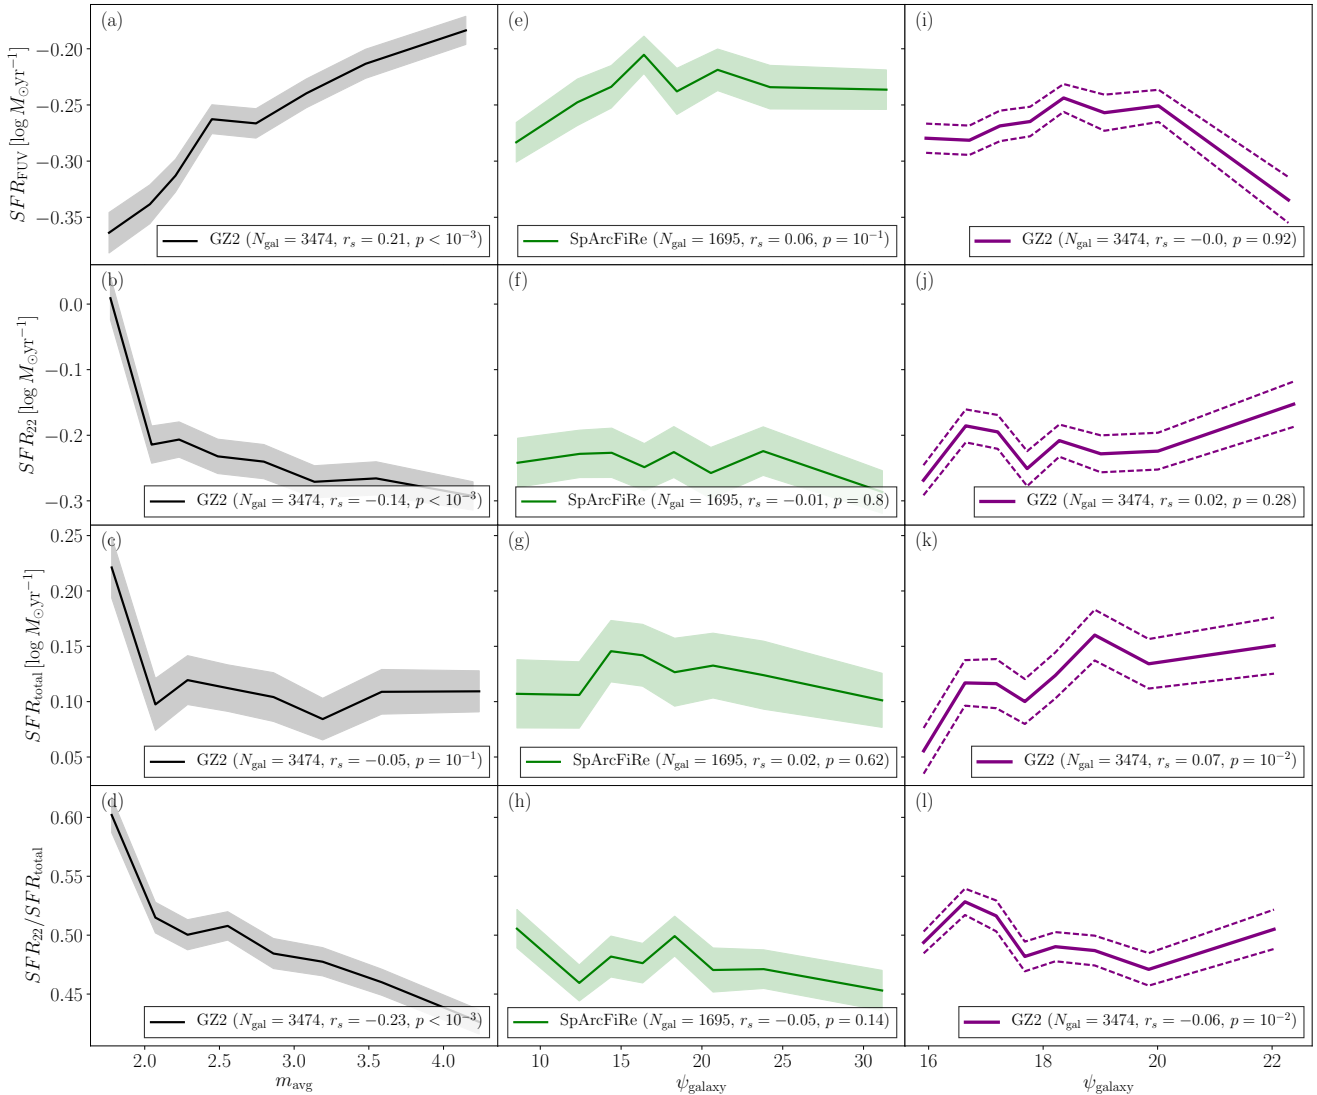 (a)
(e)
(i)
SFR_FUV [log M⊙yr⁻¹]
−0.20
−0.25
−0.30
−0.35
GZ2 (N_gal = 3474, r_s = 0.21, p < 10⁻³)
SpArcFiRe (N_gal = 1695, r_s = 0.06, p = 10⁻¹)
GZ2 (N_gal = 3474, r_s = −0.0, p = 0.92)
(b)
(f)
(j)
SFR_22 [log M⊙yr⁻¹]
0.0
−0.1
−0.2
−0.3
GZ2 (N_gal = 3474, r_s = −0.14, p < 10⁻³)
SpArcFiRe (N_gal = 1695, r_s = −0.01, p = 0.8)
GZ2 (N_gal = 3474, r_s = 0.02, p = 0.28)
(c)
(g)
(k)
SFR_total [log M⊙yr⁻¹]
0.25
0.20
0.15
0.10
0.05
GZ2 (N_gal = 3474, r_s = −0.05, p = 10⁻¹)
SpArcFiRe (N_gal = 1695, r_s = 0.02, p = 0.62)
GZ2 (N_gal = 3474, r_s = 0.07, p = 10⁻²)
(d)
(h)
(l)
SFR_22/SFR_total
0.60
0.55
0.50
0.45
GZ2 (N_gal = 3474, r_s = −0.23, p < 10⁻³)
SpArcFiRe (N_gal = 1695, r_s = −0.05, p = 0.14)
GZ2 (N_gal = 3474, r_s = −0.06, p = 10⁻²)
2.0 2.5 3.0 3.5 4.0
10 15 20 25 30
16 18 20 22
m_avg
ψ_galaxy
ψ_galaxy